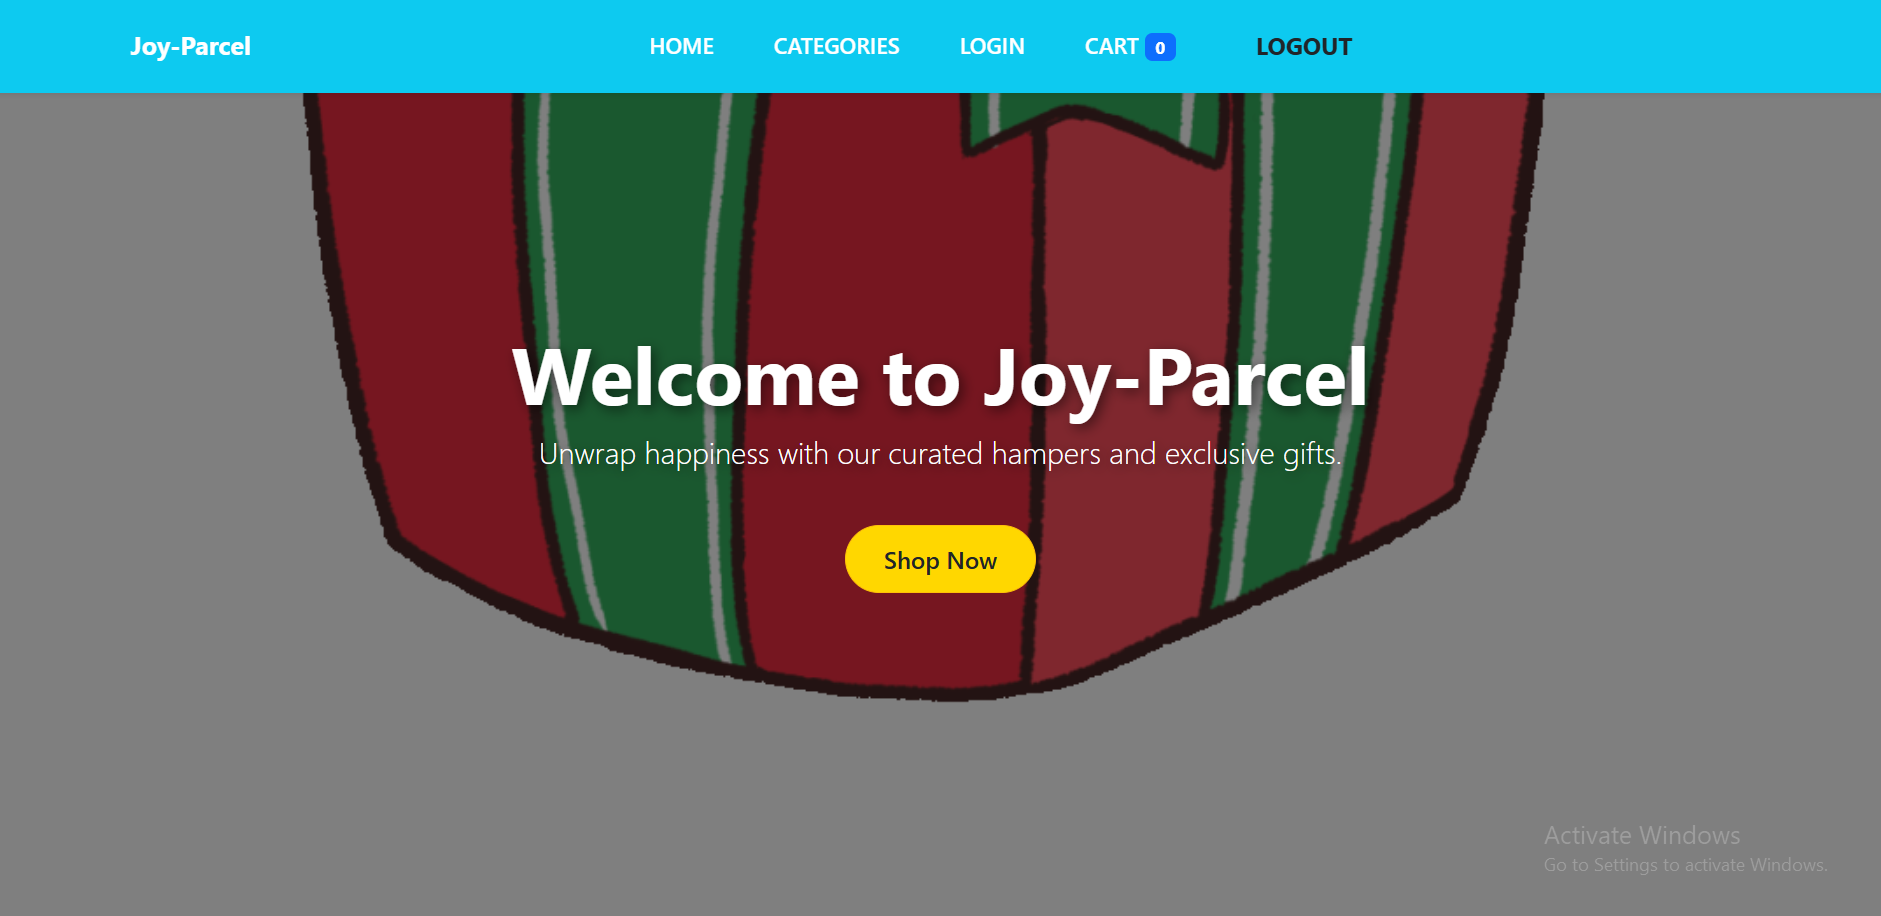 Joy-Parcel HOME CATEGORIES LOGIN CART 0 LOGOUT
Welcome to Joy-Parcel
Unwrap happiness with our curated hampers and exclusive gifts.
Shop Now
Activate Windows
Go to Settings to activate Windows.